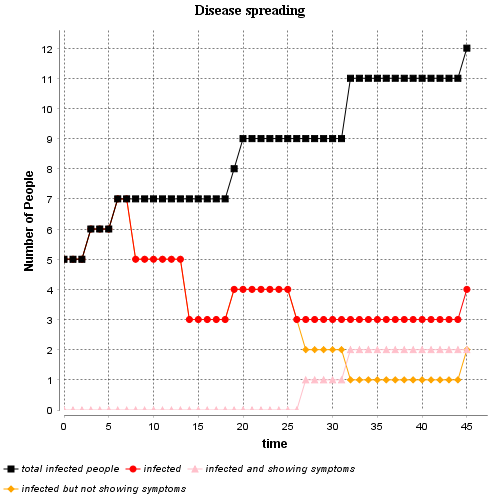 Disease spreading
Number of People
12
11
10
9
8
7
6
5
4
3
2
1
0
0 5 10 15 20 25 30 35 40 45
time
total infected people infected infected and showing symptoms
infected but not showing symptoms